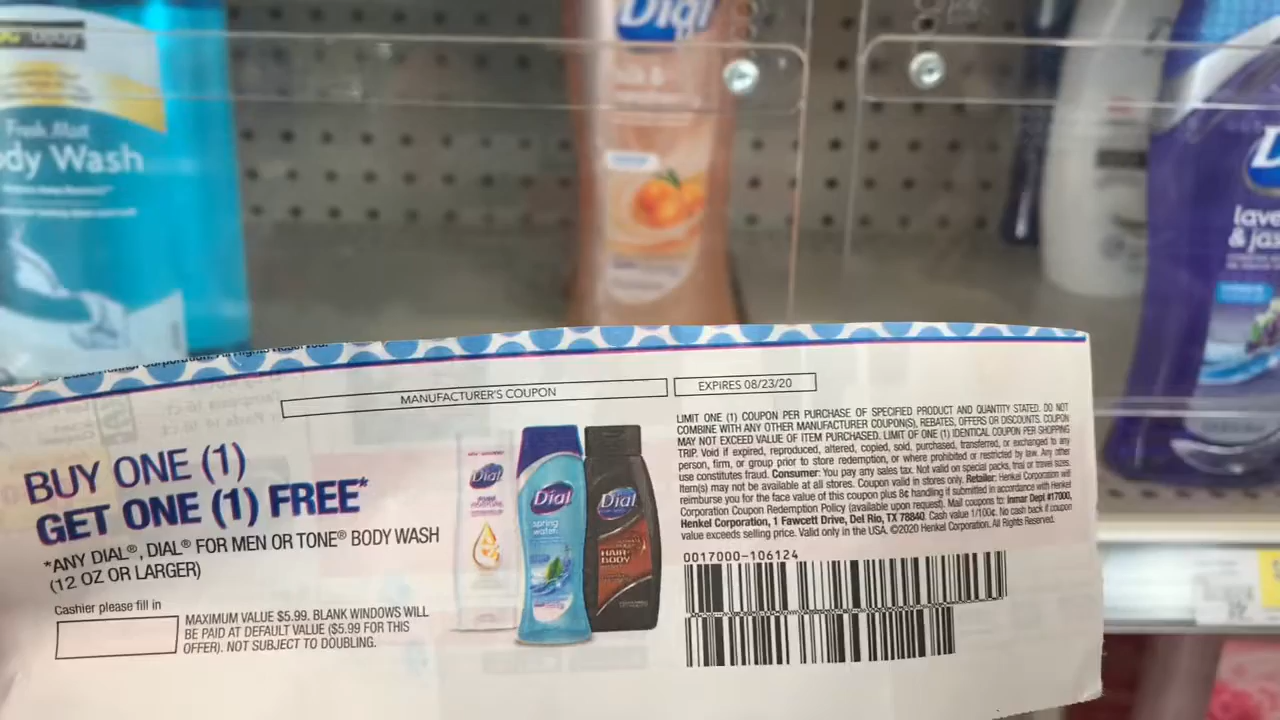 Dial
Fresh Mist
Body Wash
Dial
lave
& ja
MANUFACTURER'S COUPON
EXPIRES 08/23/20
BUY ONE (1)
GET ONE (1) FREE*
*ANY DIAL®, DIAL® FOR MEN OR TONE® BODY WASH
(12 OZ OR LARGER)
Cashier please fill in
MAXIMUM VALUE $5.99. BLANK WINDOWS WILL
BE PAID AT DEFAULT VALUE ($5.99 FOR THIS
OFFER). NOT SUBJECT TO DOUBLING.
Dial
Dial
spring
water
Dial
HAIR+
BODY
LIMIT ONE (1) COUPON PER PURCHASE OF SPECIFIED PRODUCT AND QUANTITY STATED. DO NOT
COMBINE WITH ANY OTHER MANUFACTURER COUPON(S), REBATES, OFFERS OR DISCOUNTS. COUPON
MAY NOT EXCEED VALUE OF ITEM PURCHASED. LIMIT OF ONE (1) IDENTICAL COUPON PER SHOPPING
TRIP. Void if expired, reproduced, altered, copied, sold, purchased, transferred, or exchanged to any
person, firm, or group prior to store redemption, or where prohibited or restricted by law. Any other
use constitutes fraud. Consumer: You pay any sales tax. Not valid on special packs, trial or travel sizes.
Item(s) may not be available at all stores. Coupon valid in stores only. Retailer: Henkel Corporation will
reimburse you for the face value of this coupon plus 8¢ handling if submitted in accordance with Henkel
Corporation Coupon Redemption Policy (available upon request). Mail coupons to: Inmar Dept #17000,
Henkel Corporation, 1 Fawcett Drive, Del Rio, TX 78840. Cash value 1/100¢. No cash back if coupon
value exceeds selling price. Valid only in the USA. ©2020 Henkel Corporation. All Rights Reserved.
0017000-106124